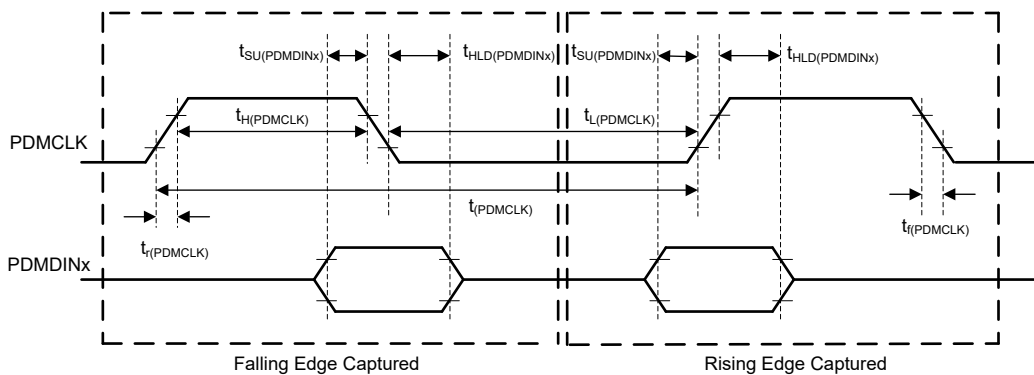 tSU(PDMDINx) tHLD(PDMDINx) tSU(PDMDINx) tHLD(PDMDINx)
tH(PDMCLK) tL(PDMCLK)
PDMCLK
t(PDMCLK)
tr(PDMCLK) tf(PDMCLK)
PDMDINx
Falling Edge Captured Rising Edge Captured